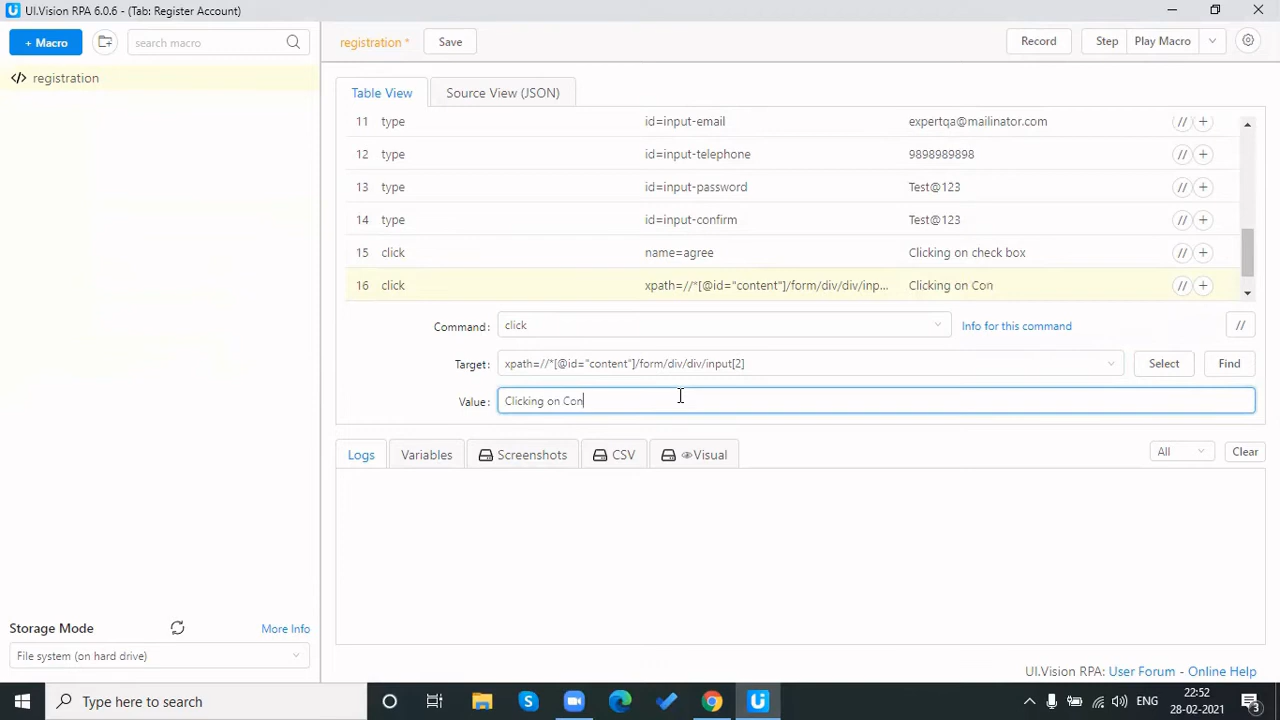 UI.Vision RPA 6.0.6 - (Tab: Register Account)
+ Macro
search macro
registration *
Save
Record
Step
Play Macro
</> registration
Table View
Source View (JSON)
11 type id=input-email expertqa@mailinator.com // +
12 type id=input-telephone 9898989898 // +
13 type id=input-password Test@123 // +
14 type id=input-confirm Test@123 // +
15 click name=agree Clicking on check box // +
16 click xpath=//*[@id="content"]/form/div/div/inp... Clicking on Con // +
Command: click Info for this command //
Target: xpath=//*[@id="content"]/form/div/div/input[2] Select Find
Value: Clicking on Con
Logs Variables Screenshots CSV Visual All Clear
Storage Mode More Info
File system (on hard drive)
UI.Vision RPA: User Forum - Online Help
Type here to search
ENG
22:52
28-02-2021
3